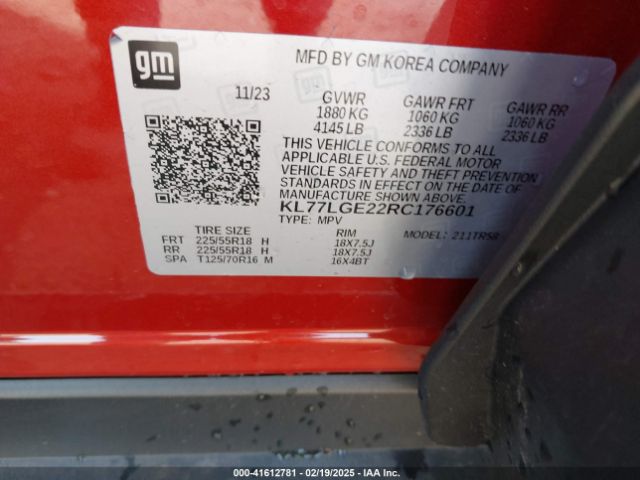 gm
MFD BY GM KOREA COMPANY
11/23 GVWR GAWR FRT GAWR RR
1880 KG 1060 KG 1060 KG
4145 LB 2336 LB 2336 LB
THIS VEHICLE CONFORMS TO ALL
APPLICABLE U.S. FEDERAL MOTOR
VEHICLE SAFETY AND THEFT
STANDARDS IN EFFECT ON THE DATE
OF MANUFACTURE SHOWN ABOVE.
KL77LGE22RC176601
TYPE: MPV MODEL: 211TR58
TIRE SIZE RIM
FRT 225/55R18 H 18X7.5J
RR 225/55R18 H 18X7.5J
SPA T125/70R16 M 16X4BT
000-41612781 - 02/19/2025 - IAA Inc.